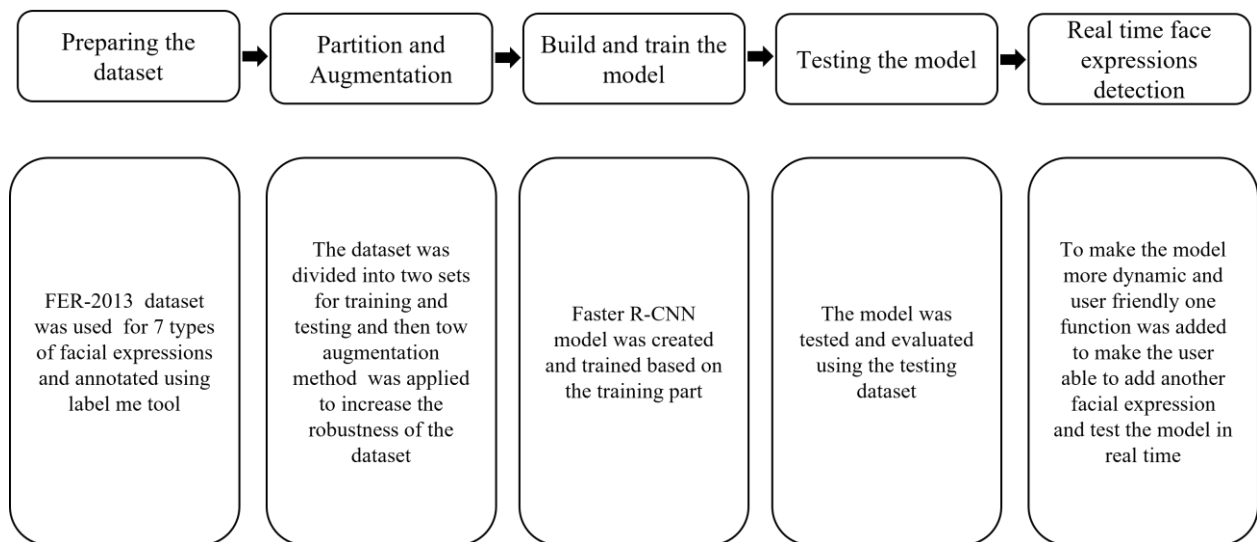 Preparing the
dataset
Partition and
Augmentation
Build and train the
model
Testing the model
Real time face
expressions
detection
FER-2013 dataset
was used for 7 types
of facial expressions
and annotated using
label me tool
The dataset was
divided into two sets
for training and
testing and then tow
augmentation
method was applied
to increase the
robustness of the
dataset
Faster R-CNN
model was created
and trained based on
the training part
The model was
tested and evaluated
using the testing
dataset
To make the model
more dynamic and
user friendly one
function was added
to make the user
able to add another
facial expression
and test the model in
real time